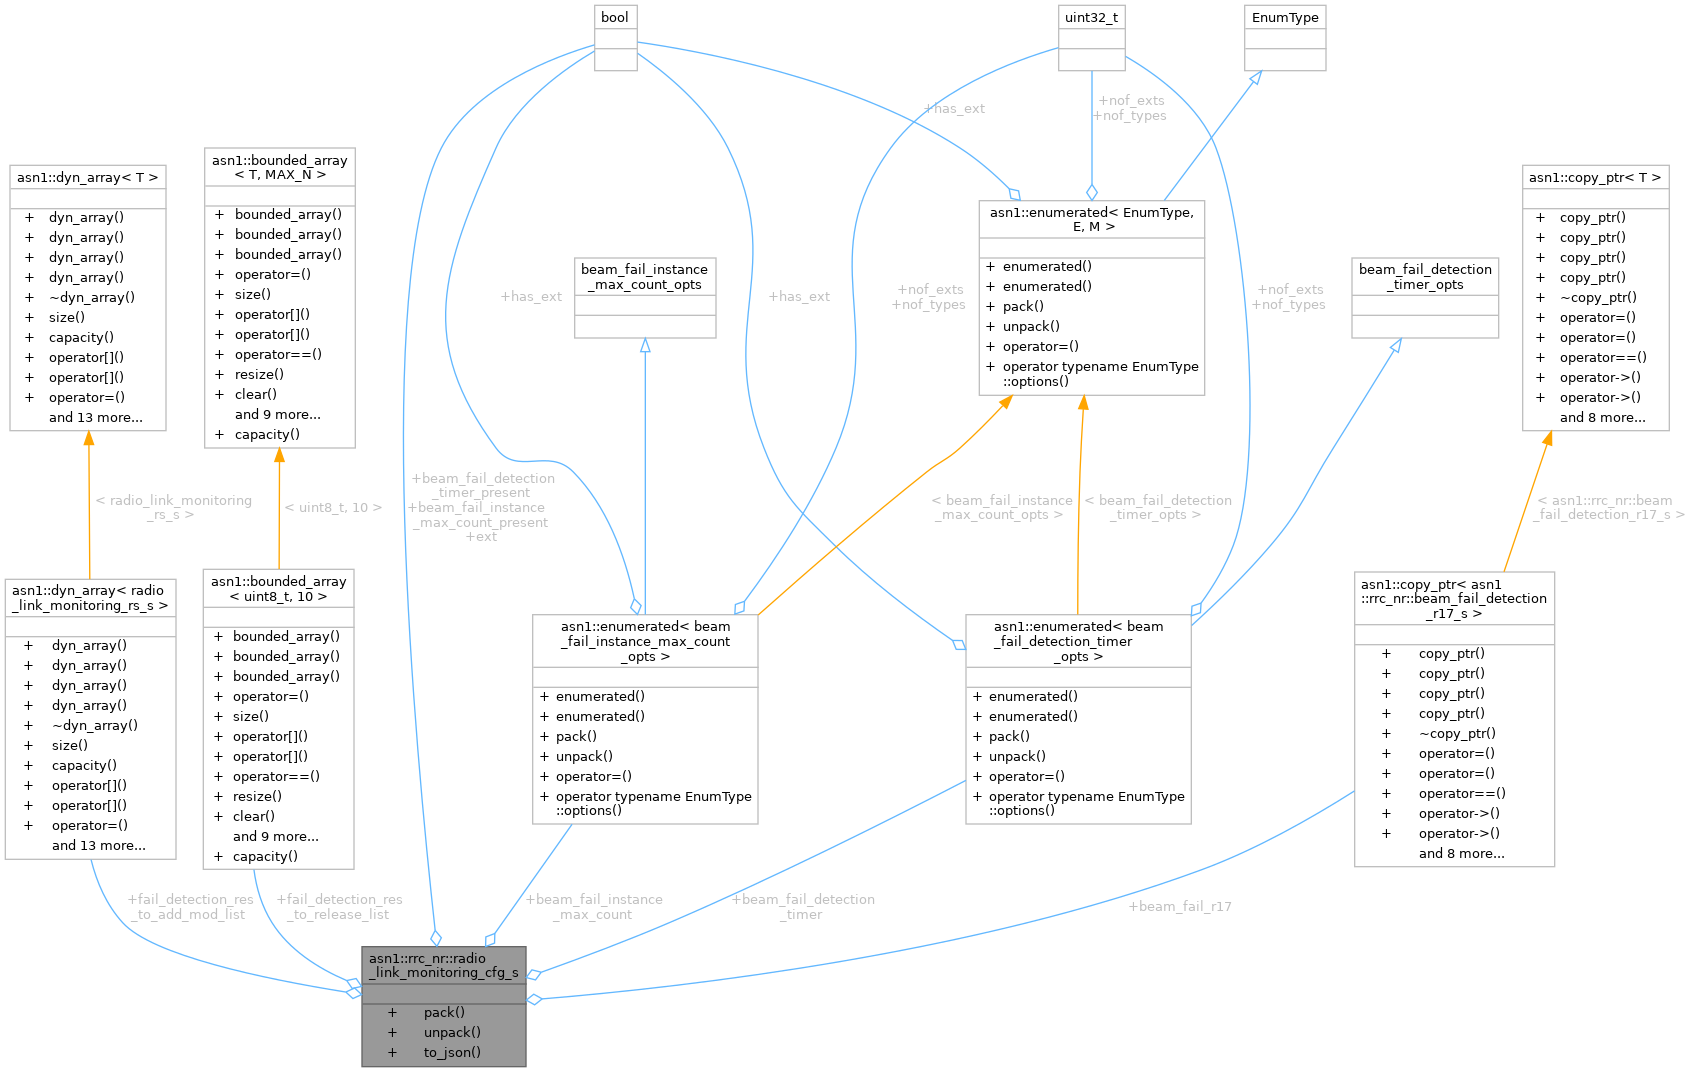 bool
uint32_t
EnumType
+has_ext
+nof_exts
+nof_types
asn1::dyn_array< T >
+ dyn_array()
+ dyn_array()
+ dyn_array()
+ dyn_array()
+ ~dyn_array()
+ size()
+ capacity()
+ operator[]()
+ operator[]()
+ operator=()
and 13 more...
asn1::bounded_array
< T, MAX_N >
+ bounded_array()
+ bounded_array()
+ bounded_array()
+ operator=()
+ size()
+ operator[]()
+ operator[]()
+ operator==()
+ resize()
+ clear()
and 9 more...
+ capacity()
+has_ext
beam_fail_instance
_max_count_opts
+has_ext
+nof_exts
+nof_types
asn1::enumerated< EnumType,
E, M >
+ enumerated()
+ enumerated()
+ pack()
+ unpack()
+ operator=()
+ operator typename EnumType
::options()
+nof_exts
+nof_types
beam_fail_detection
_timer_opts
asn1::copy_ptr< T >
+ copy_ptr()
+ copy_ptr()
+ copy_ptr()
+ copy_ptr()
+ ~copy_ptr()
+ operator=()
+ operator=()
+ operator==()
+ operator->()
+ operator->()
and 8 more...
< radio_link_monitoring
_rs_s >
< uint8_t, 10 >
+beam_fail_detection
_timer_present
+beam_fail_instance
_max_count_present
+ext
< beam_fail_instance
_max_count_opts >
< beam_fail_detection
_timer_opts >
< asn1::rrc_nr::beam
_fail_detection_r17_s >
asn1::dyn_array< radio
_link_monitoring_rs_s >
+ dyn_array()
+ dyn_array()
+ dyn_array()
+ dyn_array()
+ ~dyn_array()
+ size()
+ capacity()
+ operator[]()
+ operator[]()
+ operator=()
and 13 more...
asn1::bounded_array
< uint8_t, 10 >
+ bounded_array()
+ bounded_array()
+ bounded_array()
+ operator=()
+ size()
+ operator[]()
+ operator[]()
+ operator==()
+ resize()
+ clear()
and 9 more...
+ capacity()
asn1::enumerated< beam
_fail_instance_max_count
_opts >
+ enumerated()
+ enumerated()
+ pack()
+ unpack()
+ operator=()
+ operator typename EnumType
::options()
asn1::enumerated< beam
_fail_detection_timer
_opts >
+ enumerated()
+ enumerated()
+ pack()
+ unpack()
+ operator=()
+ operator typename EnumType
::options()
asn1::copy_ptr< asn1
::rrc_nr::beam_fail_detection
_r17_s >
+ copy_ptr()
+ copy_ptr()
+ copy_ptr()
+ copy_ptr()
+ ~copy_ptr()
+ operator=()
+ operator=()
+ operator==()
+ operator->()
+ operator->()
and 8 more...
+fail_detection_res
_to_add_mod_list
+fail_detection_res
_to_release_list
+beam_fail_instance
_max_count
+beam_fail_detection
_timer
+beam_fail_r17
asn1::rrc_nr::radio
_link_monitoring_cfg_s
+ pack()
+ unpack()
+ to_json()